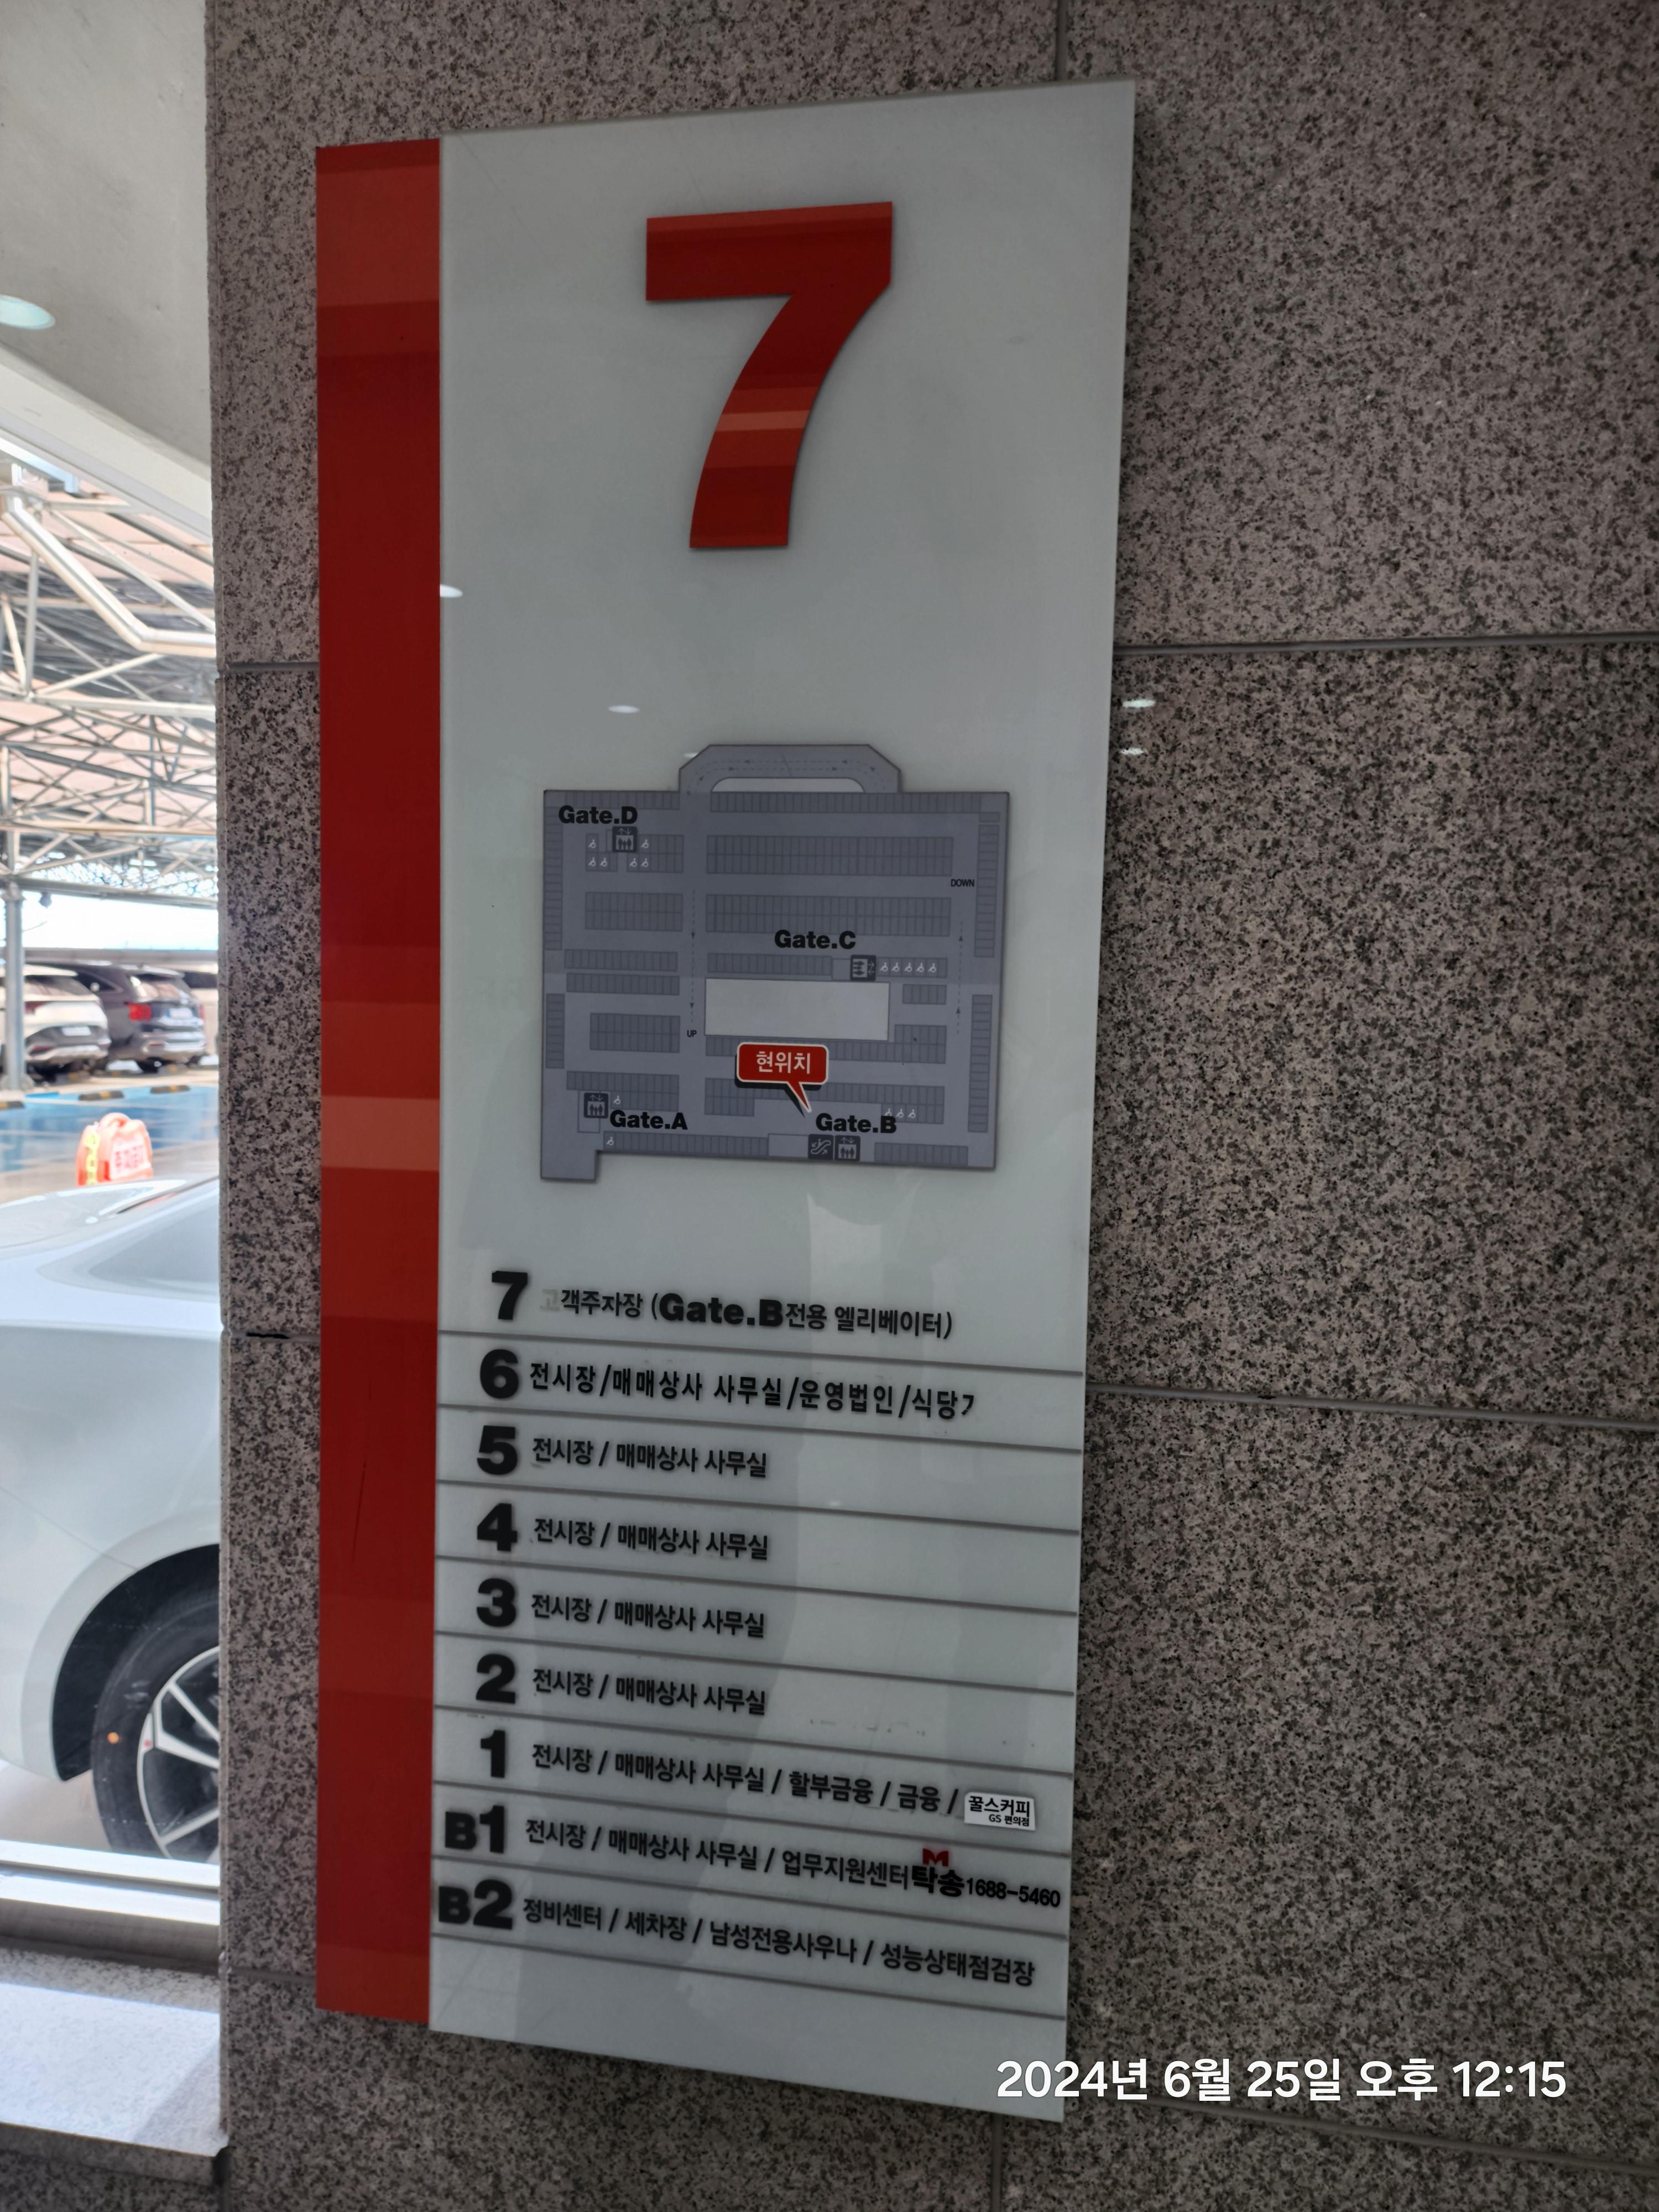 7
Gate.D
DOWN
Gate.C
UP
현위치
Gate.A
Gate.B
7 고객주차장 (Gate.B전용 엘리베이터)
6 전시장/매매상사 사무실/운영법인/식당가
5 전시장 / 매매상사 사무실
4 전시장 / 매매상사 사무실
3 전시장 / 매매상사 사무실
2 전시장 / 매매상사 사무실
1 전시장 / 매매상사 사무실 / 할부금융 / 금융 / 꿀스커피
GS 편의점
B1 전시장 / 매매상사 사무실 / 업무지원센터 M탁송1688-5460
B2 정비센터 / 세차장 / 남성전용사우나 / 성능상태점검장
2024년 6월 25일 오후 12:15